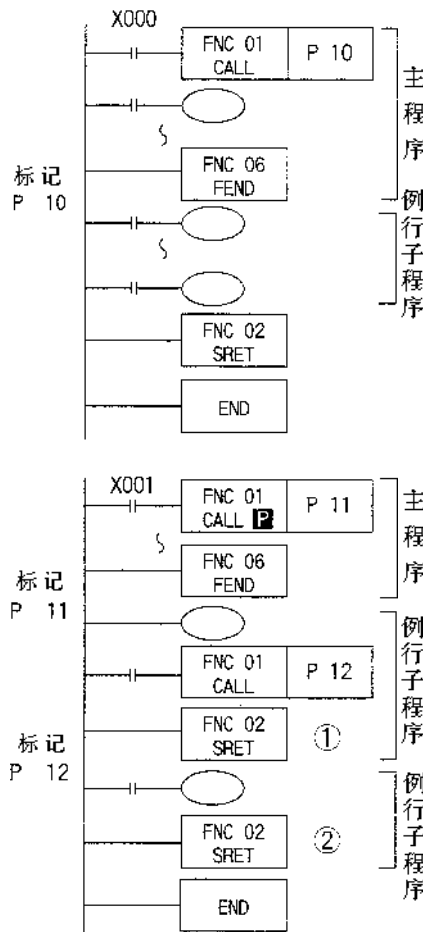 X000
FNC 01
CALL
P 10
主程序
FNC 06
FEND
标记
P 10
例行子程序
FNC 02
SRET
END
X001
FNC 01
CALL P
P 11
主程序
FNC 06
FEND
标记
P 11
例行子程序
FNC 01
CALL
P 12
FNC 02
SRET
①
标记
P 12
例行子程序
FNC 02
SRET
②
END